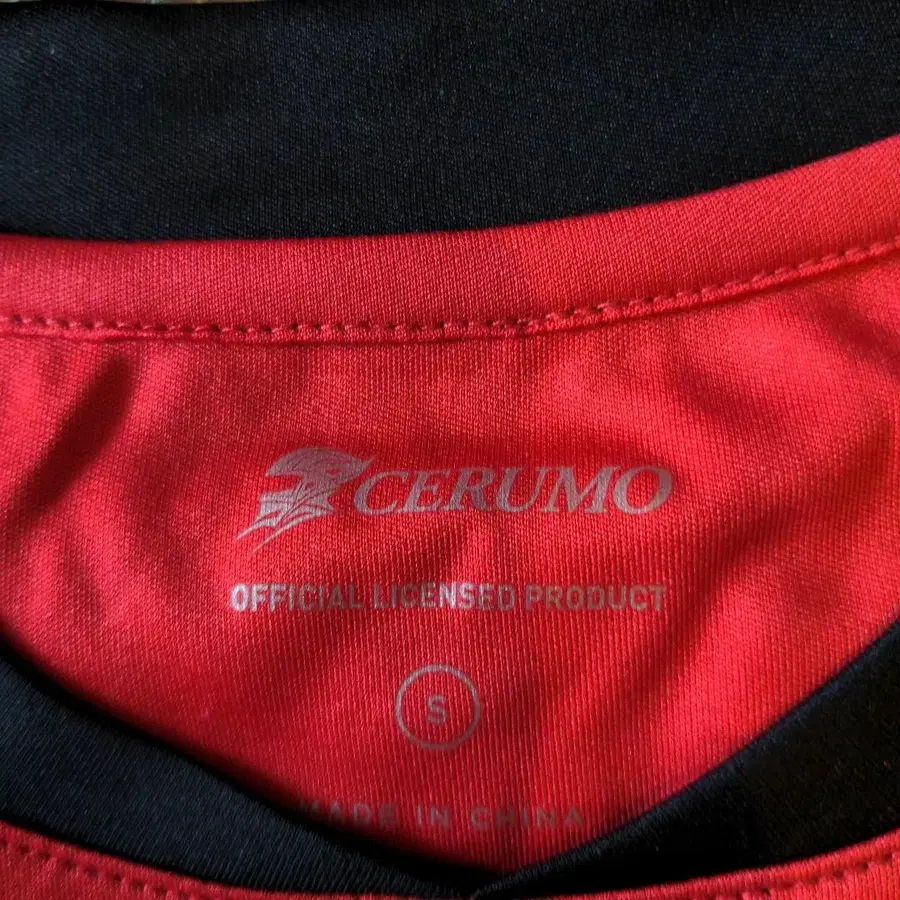 CERUMO
OFFICIAL LICENSED PRODUCT
S
MADE IN CHINA